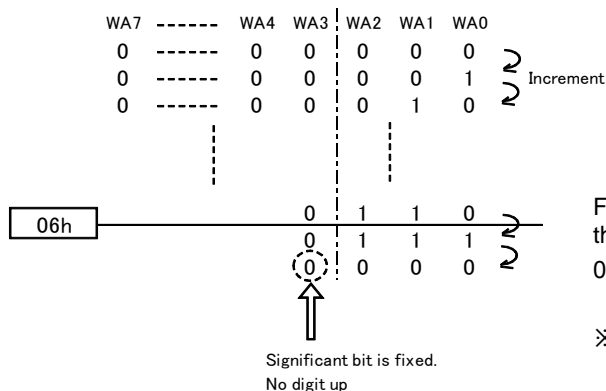 WA7 ------ WA4 WA3 WA2 WA1 WA0
0 ------ 0 0 0 0 0
0 ------ 0 0 0 0 1
Increment
0 ------ 0 0 0 1 0
0 1 1 0
06h
0 1 1 1
0 0 0 0
Significant bit is fixed.
No digit up
F
th
0
※